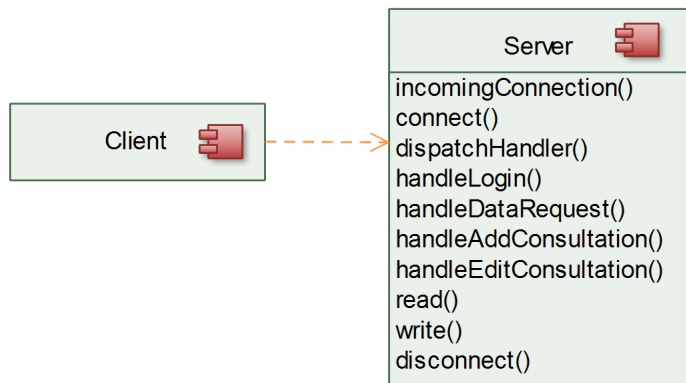 Server
Client
incomingConnection()
connect()
dispatchHandler()
handleLogin()
handleDataRequest()
handleAddConsultation()
handleEditConsultation()
read()
write()
disconnect()